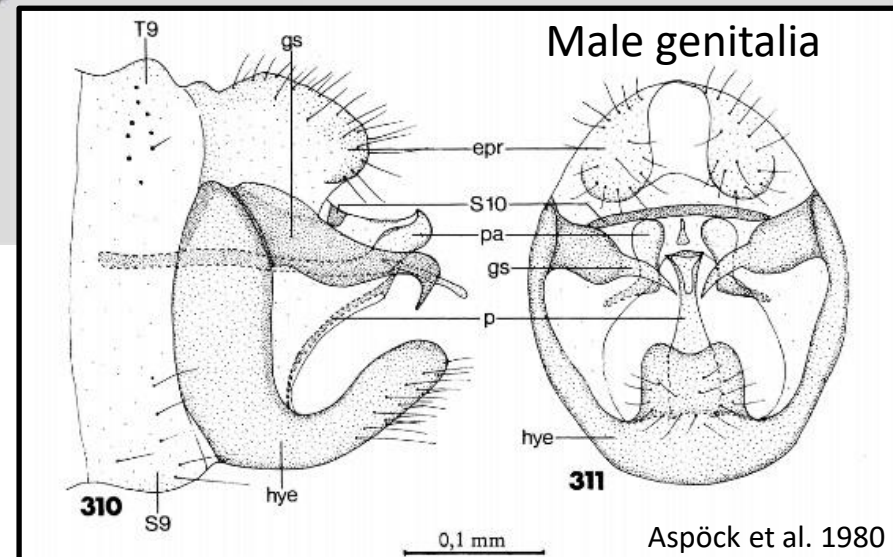 Male genitalia
T9
gs
epr
S10
pa
gs
p
hye
hye
310
S9
311
0,1 mm
Aspöck et al. 1980